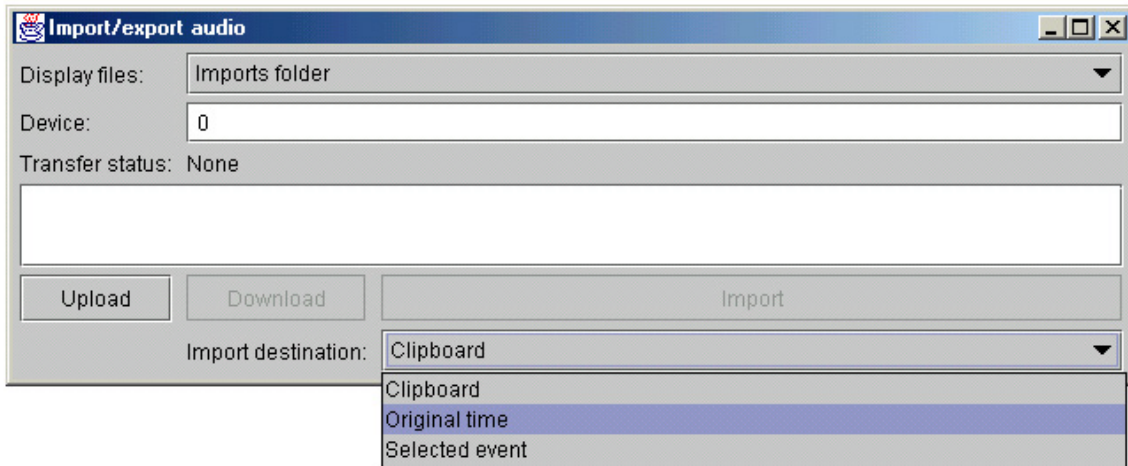 Import/export audio
Display files: Imports folder
Device: 0
Transfer status: None
Upload Download Import
Import destination: Clipboard
Clipboard
Original time
Selected event